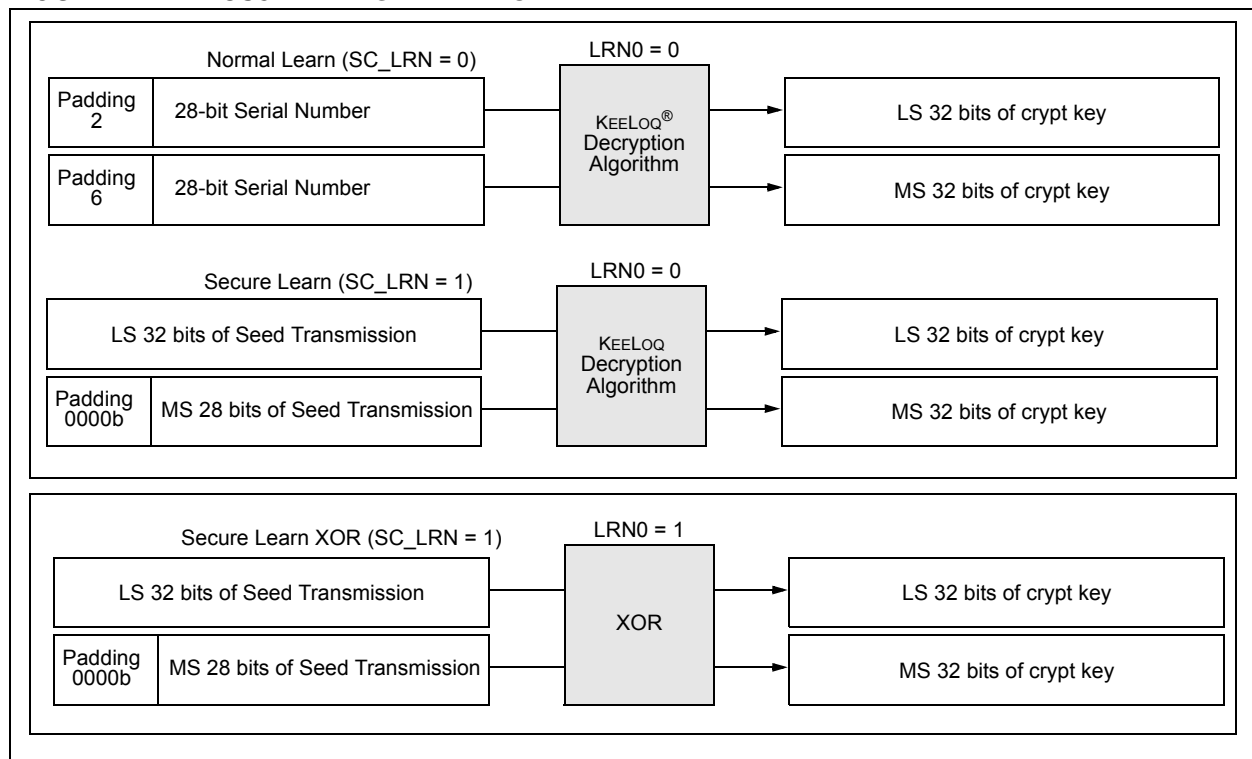 Normal Learn (SC_LRN = 0)
LRN0 = 0
Padding
2
28-bit Serial Number
KEELOQ®
Decryption
Algorithm
LS 32 bits of crypt key
Padding
6
28-bit Serial Number
MS 32 bits of crypt key
Secure Learn (SC_LRN = 1)
LRN0 = 0
LS 32 bits of Seed Transmission
KEELOQ
Decryption
Algorithm
LS 32 bits of crypt key
Padding
0000b
MS 28 bits of Seed Transmission
MS 32 bits of crypt key
Secure Learn XOR (SC_LRN = 1)
LRN0 = 1
LS 32 bits of Seed Transmission
XOR
LS 32 bits of crypt key
Padding
0000b
MS 28 bits of Seed Transmission
MS 32 bits of crypt key